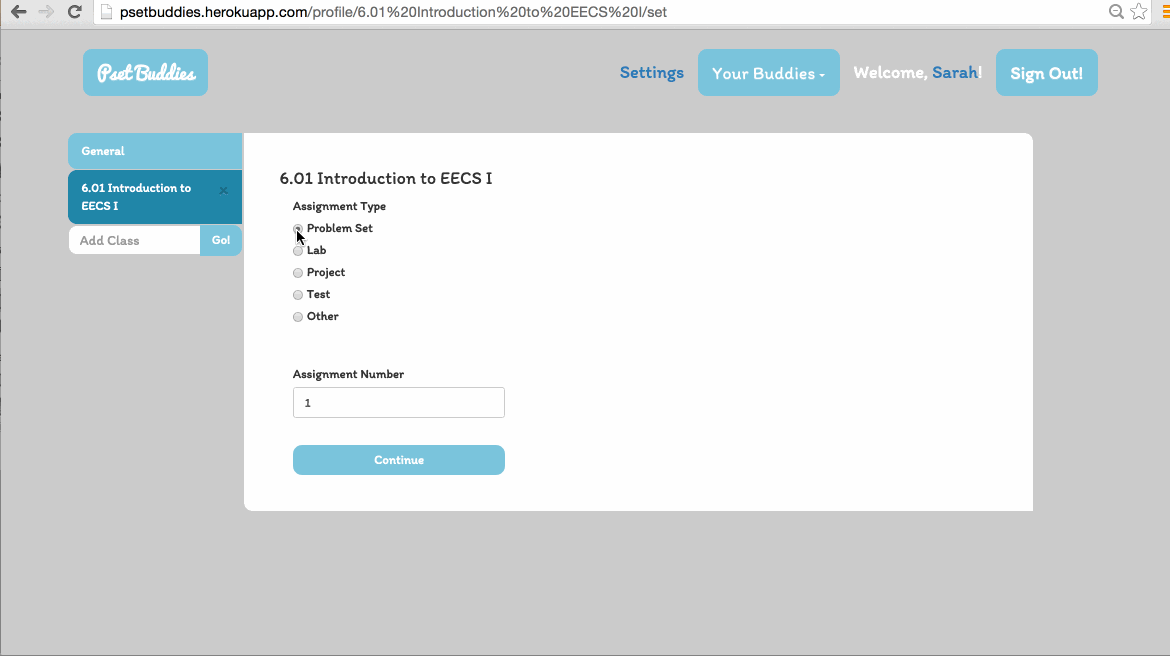 psetbuddies.herokuapp.com/profile/6.01%20Introduction%20to%20EECS%20I/set
Pset Buddies
Settings
Your Buddies
Welcome, Sarah!
Sign Out!
General
6.01 Introduction to
EECS I
×
Add Class
Go!
6.01 Introduction to EECS I
Assignment Type
Problem Set
Lab
Project
Test
Other
Assignment Number
1
Continue